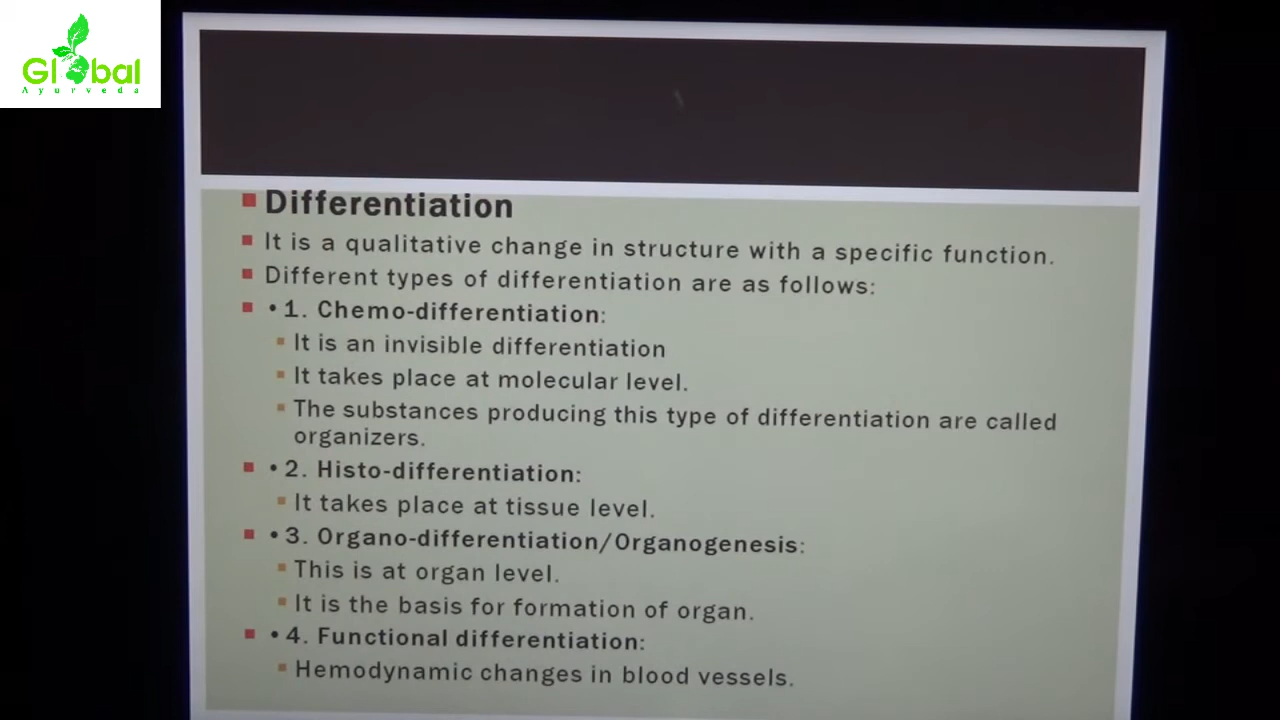 Global
Ayurveda
Differentiation
It is a qualitative change in structure with a specific function.
Different types of differentiation are as follows:
• 1. Chemo-differentiation:
It is an invisible differentiation
It takes place at molecular level.
The substances producing this type of differentiation are called
organizers.
• 2. Histo-differentiation:
It takes place at tissue level.
• 3. Organo-differentiation/Organogenesis:
This is at organ level.
It is the basis for formation of organ.
• 4. Functional differentiation:
Hemodynamic changes in blood vessels.